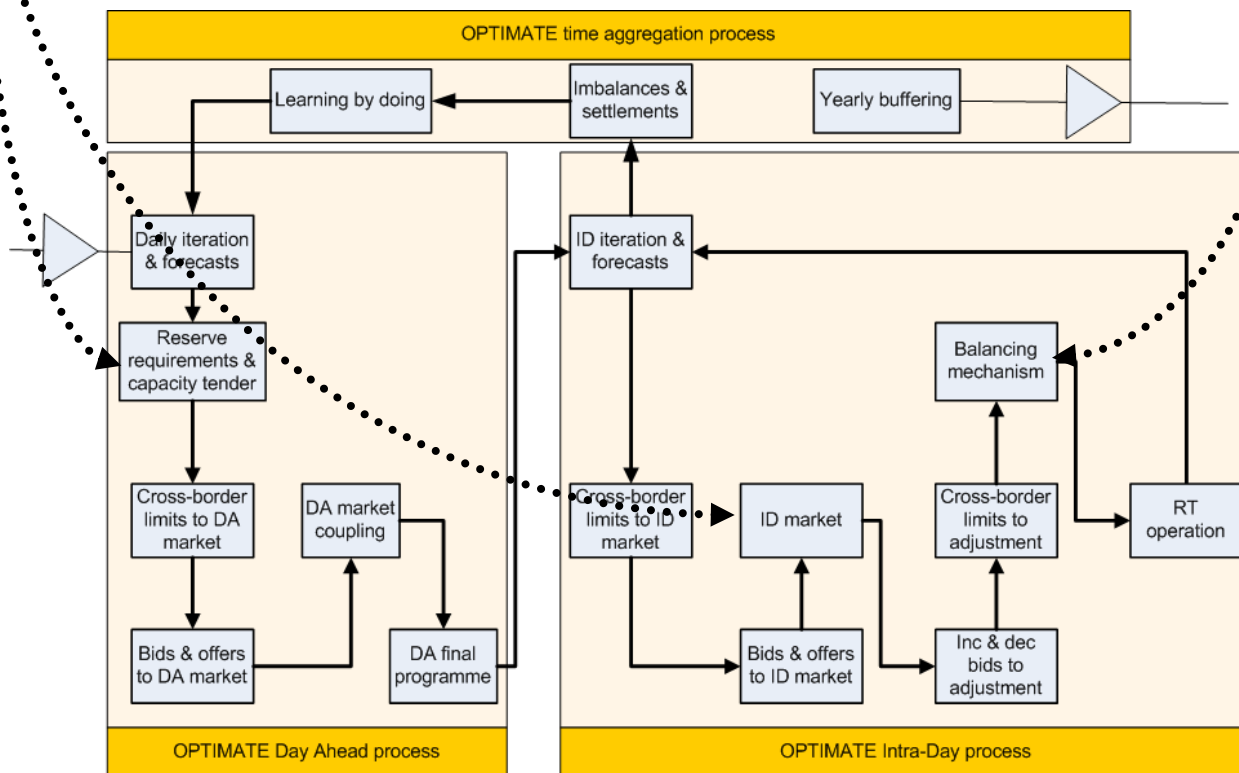 OPTIMATE time aggregation process
Learning by doing
Imbalances &
settlements
Yearly buffering
Daily iteration
& forecasts
Reserve
requirements &
capacity tender
Cross-border
limits to DA
market
Bids & offers
to DA market
DA market
coupling
DA final
programme
OPTIMATE Day Ahead process
ID iteration &
forecasts
Cross-border
limits to ID
market
Bids & offers
to ID market
ID market
Inc & dec
bids to
adjustment
Cross-border
limits to
adjustment
Balancing
mechanism
RT
operation
OPTIMATE Intra-Day process